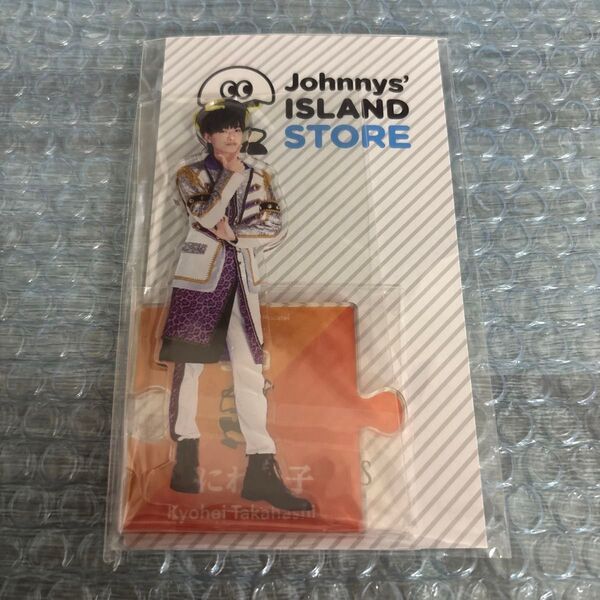 Johnnys'
ISLAND
STORE
Kyohei Takahashi